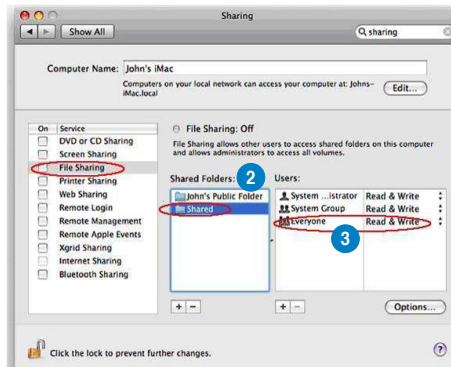 Sharing
Show All
sharing
Computer Name: John's iMac
Computers on your local network can access your computer at: Johns-
iMac.local
Edit...
On Service
DVD or CD Sharing
Screen Sharing
File Sharing
Printer Sharing
Web Sharing
Remote Login
Remote Management
Remote Apple Events
Xgrid Sharing
Internet Sharing
Bluetooth Sharing
File Sharing: Off
File Sharing allows other users to access shared folders on this computer
and allows administrators to access all volumes.
Shared Folders: 2
John's Public Folder
Shared
Users:
System ...istrator Read & Write
System Group Read & Write
Everyone Read & Write
3
+ −
+ −
Options...
Click the lock to prevent further changes.
?